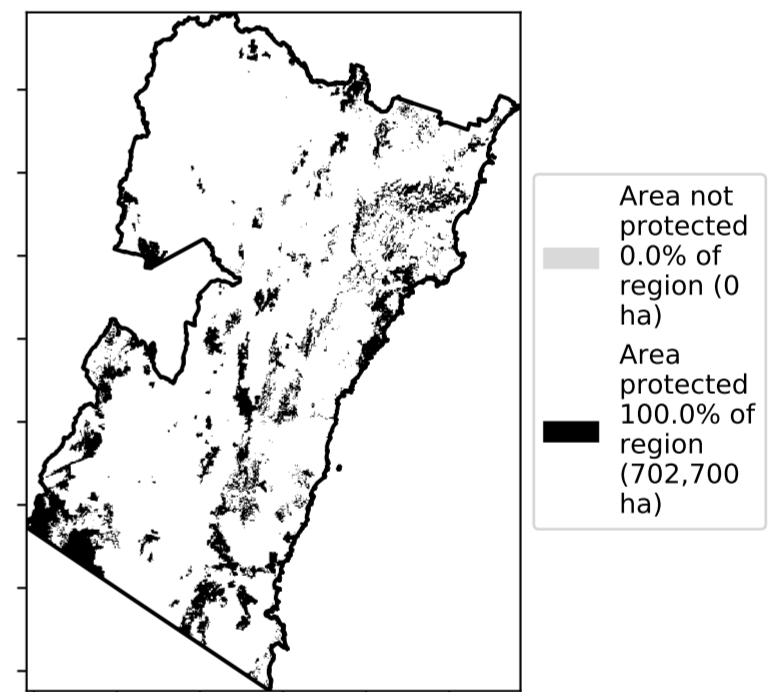 Area not
protected
0.0% of
region (0
ha)
Area
protected
100.0% of
region
(702,700
ha)